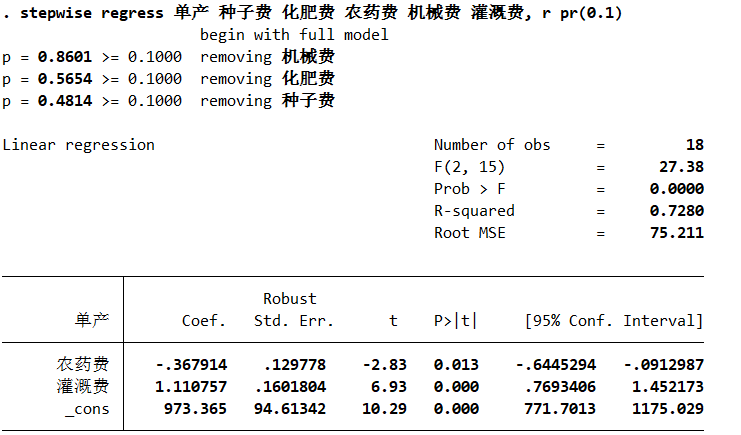 . stepwise regress 单产 种子费 化肥费 农药费 机械费 灌溉费, r pr(0.1)
begin with full model
p = 0.8601 >= 0.1000 removing 机械费
p = 0.5654 >= 0.1000 removing 化肥费
p = 0.4814 >= 0.1000 removing 种子费
Linear regression Number of obs = 18
F(2, 15) = 27.38
Prob > F = 0.0000
R-squared = 0.7280
Root MSE = 75.211
Robust
单产 Coef. Std. Err. t P>|t| [95% Conf. Interval]
农药费 -.367914 .129778 -2.83 0.013 -.6445294 -.0912987
灌溉费 1.110757 .1601804 6.93 0.000 .7693406 1.452173
_cons 973.365 94.61342 10.29 0.000 771.7013 1175.029